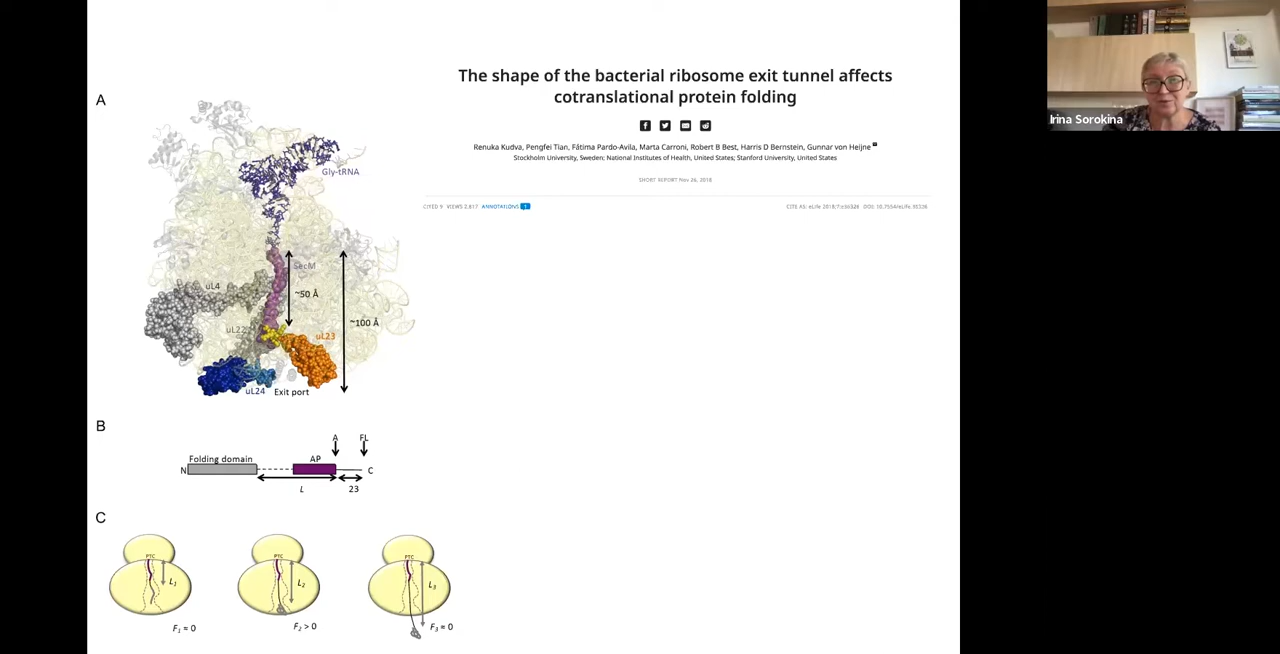 The shape of the bacterial ribosome exit tunnel affects
cotranslational protein folding
Renuka Kudva, Pengfei Tian, Fátima Pardo-Avila, Marta Carroni, Robert B Best, Harris D Bernstein, Gunnar von Heijne
Stockholm University, Sweden; National Institutes of Health, United States; Stanford University, United States
SHORT REPORT Nov 26, 2018
CITED 9 VIEWS 2,817 ANNOTATIONS 1
Irina Sorokina
A
Gly-tRNA
SecM
uL4
~50 Å
~100 Å
uL22
uL23
uL24
Exit port
B
A
FL
Folding domain
AP
N
C
L
23
C
PTC
PTC
PTC
L1
L2
L3
F1 ≈ 0
F2 > 0
F3 ≈ 0